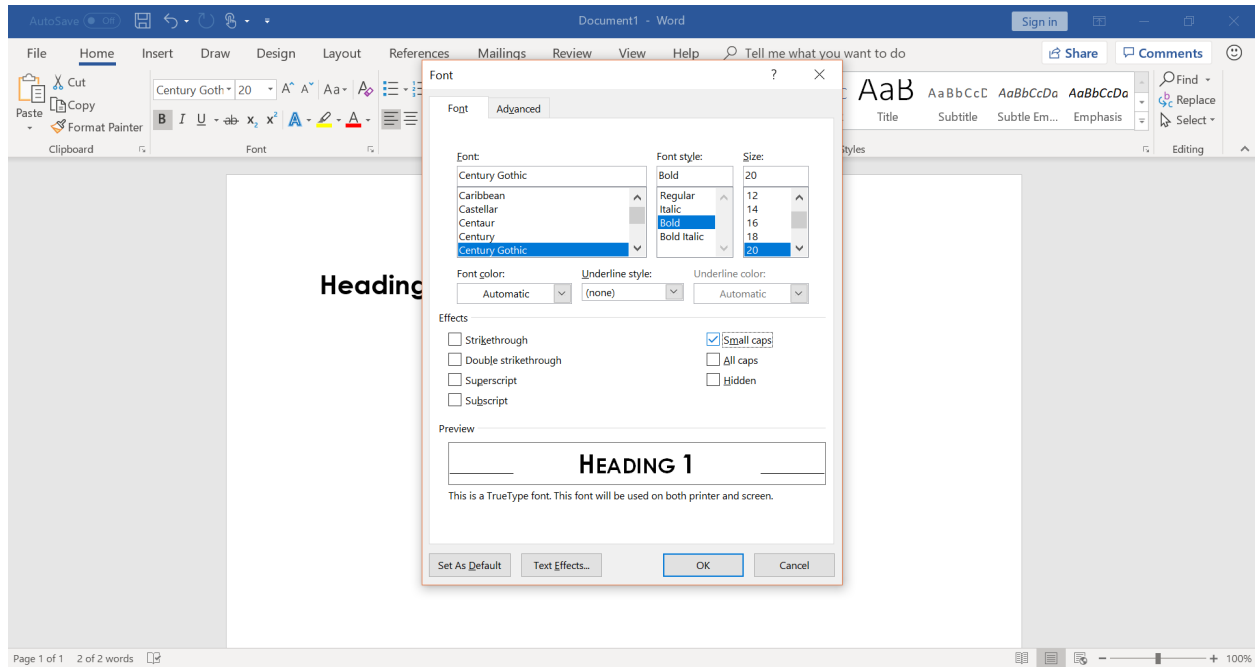 AutoSave Off Document1 - Word Sign in
File Home Insert Draw Design Layout References Mailings Review View Help Tell me what you want to do Share Comments
Cut
Copy
Paste
Format Painter
Clipboard
Century Goth 20 A A Aa A
B I U ab x2 x2 A A
Font
AaB AaBbCcD AaBbCcDa AaBbCcDa
Title Subtitle Subtle Em... Emphasis
Styles
Find
Replace
Select
Editing
Heading
Font ?
Font Advanced
Font: Font style: Size:
Century Gothic Bold 20
Caribbean Regular 12
Castellar Italic 14
Centaur Bold 16
Century Bold Italic 18
Century Gothic 20
Font color: Underline style: Underline color:
Automatic (none) Automatic
Effects
Strikethrough Small caps
Double strikethrough All caps
Superscript Hidden
Subscript
Preview
HEADING 1
This is a TrueType font. This font will be used on both printer and screen.
Set As Default Text Effects... OK Cancel
Page 1 of 1 2 of 2 words 100%